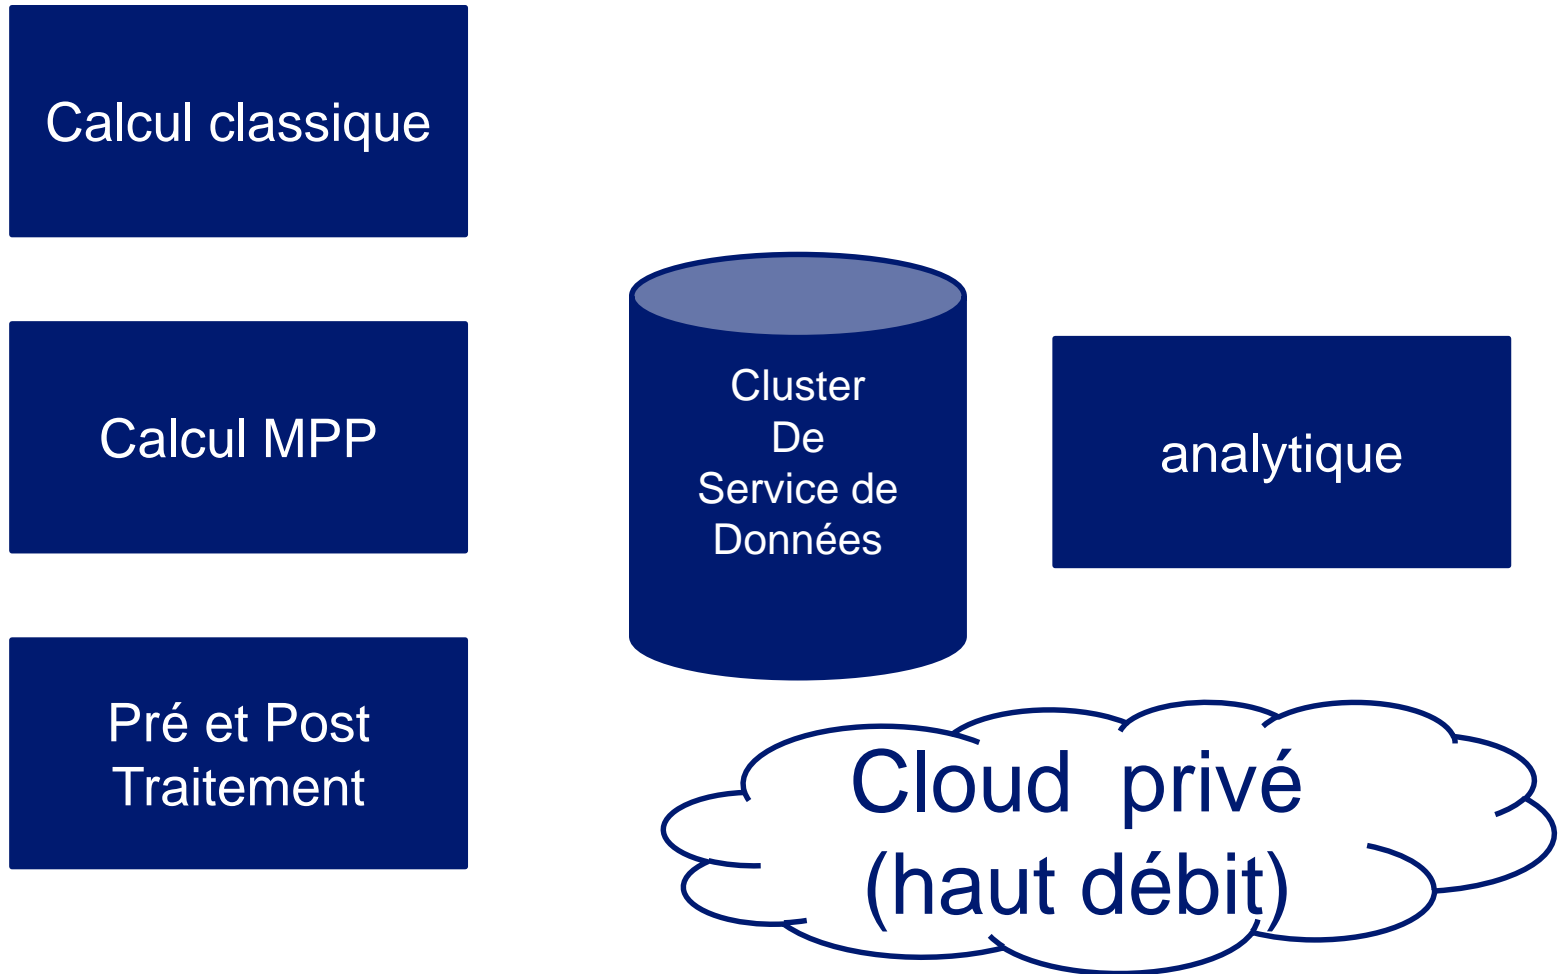 Calcul classique
Calcul MPP
Pré et Post
Traitement
Cluster
De
Service de
Données
analytique
Cloud privé
(haut débit)